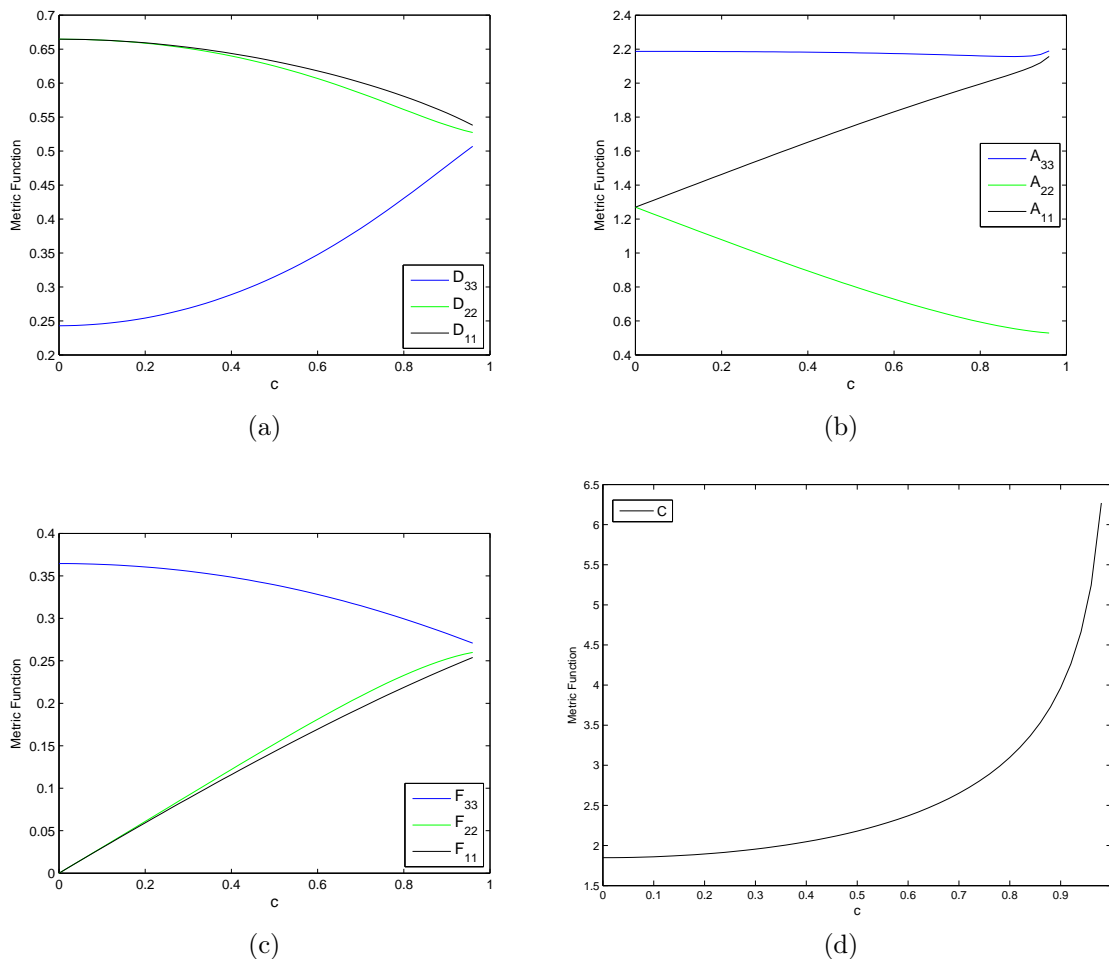 0.7
0.65
0.6
0.55
0.5
0.45
0.4
0.35
0.3
0.25
0.2
Metric Function
0 0.2 0.4 0.6 0.8 1
c
D33
D22
D11
(a)
2.4
2.2
2
1.8
1.6
1.4
1.2
1
0.8
0.6
0.4
Metric Function
0 0.2 0.4 0.6 0.8 1
c
A33
A22
A11
(b)
0.4
0.35
0.3
0.25
0.2
0.15
0.1
0.05
0
Metric Function
0 0.2 0.4 0.6 0.8 1
c
F33
F22
F11
(c)
6.5
6
5.5
5
4.5
4
3.5
3
2.5
2
1.5
Metric Function
0 0.1 0.2 0.3 0.4 0.5 0.6 0.7 0.8 0.9
c
C
(d)